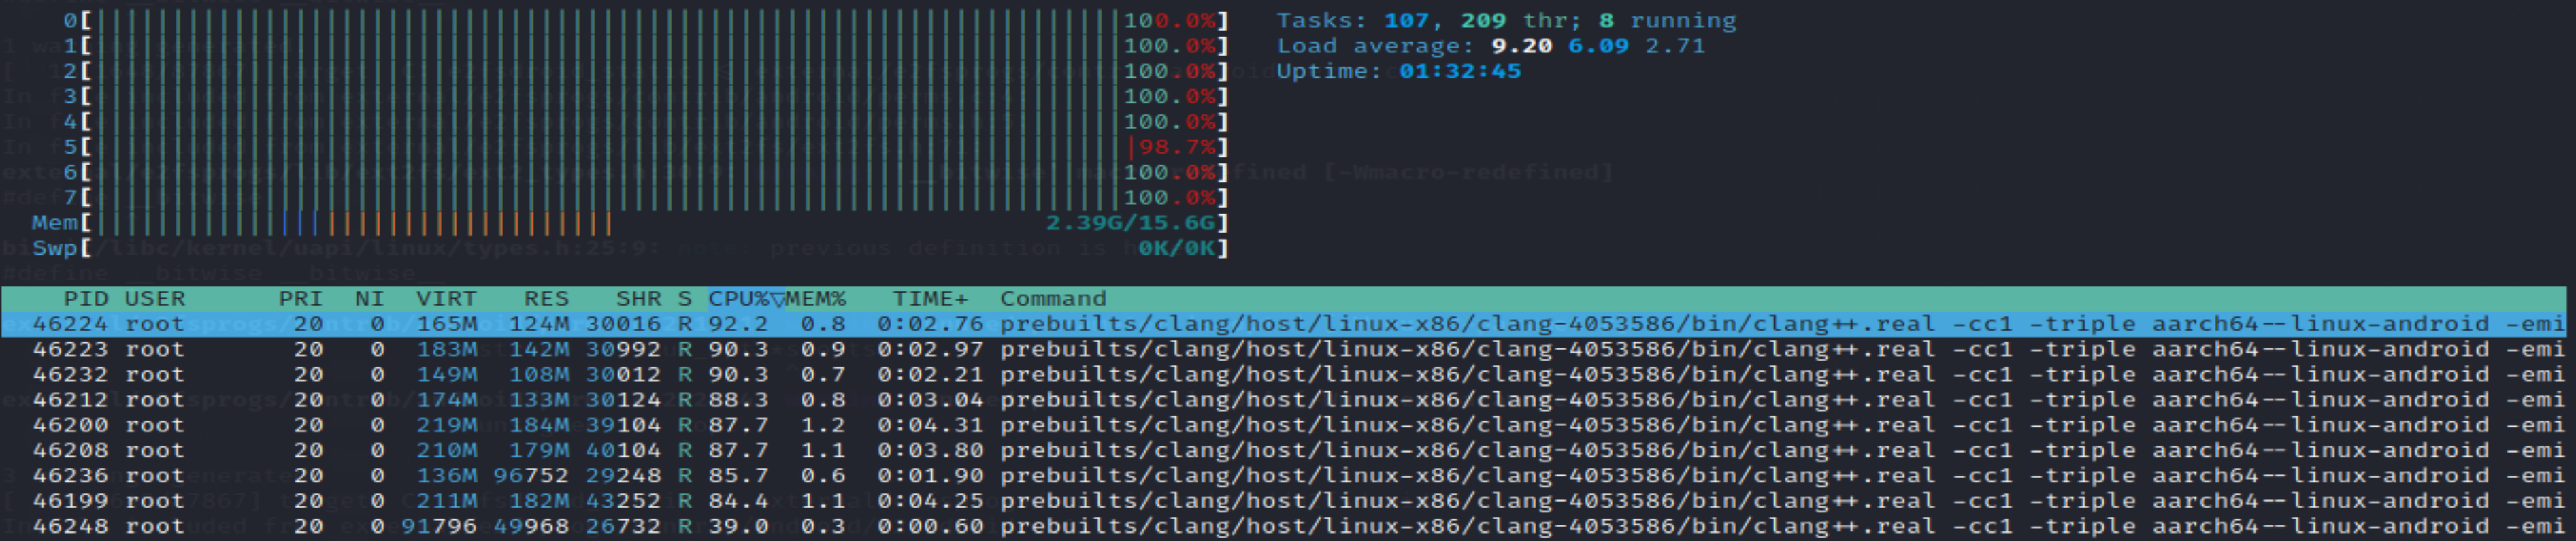 0[100.0%] Tasks: 107, 209 thr; 8 running
1[100.0%] Load average: 9.20 6.09 2.71
2[100.0%] Uptime: 01:32:45
3[100.0%]
4[100.0%]
5[98.7%]
6[100.0%]
7[100.0%]
Mem[2.39G/15.6G]
Swp[0K/0K]
PID USER PRI NI VIRT RES SHR S CPU%▽MEM% TIME+ Command
46224 root 20 0 165M 124M 30016 R 92.2 0.8 0:02.76 prebuilts/clang/host/linux-x86/clang-4053586/bin/clang++.real -cc1 -triple aarch64--linux-android -emi
46223 root 20 0 183M 142M 30992 R 90.3 0.9 0:02.97 prebuilts/clang/host/linux-x86/clang-4053586/bin/clang++.real -cc1 -triple aarch64--linux-android -emi
46232 root 20 0 149M 108M 30012 R 90.3 0.7 0:02.21 prebuilts/clang/host/linux-x86/clang-4053586/bin/clang++.real -cc1 -triple aarch64--linux-android -emi
46212 root 20 0 174M 133M 30124 R 88.3 0.8 0:03.04 prebuilts/clang/host/linux-x86/clang-4053586/bin/clang++.real -cc1 -triple aarch64--linux-android -emi
46200 root 20 0 219M 184M 39104 R 87.7 1.2 0:04.31 prebuilts/clang/host/linux-x86/clang-4053586/bin/clang++.real -cc1 -triple aarch64--linux-android -emi
46208 root 20 0 210M 179M 40104 R 87.7 1.1 0:03.80 prebuilts/clang/host/linux-x86/clang-4053586/bin/clang++.real -cc1 -triple aarch64--linux-android -emi
46236 root 20 0 136M 96752 29248 R 85.7 0.6 0:01.90 prebuilts/clang/host/linux-x86/clang-4053586/bin/clang++.real -cc1 -triple aarch64--linux-android -emi
46199 root 20 0 211M 182M 43252 R 84.4 1.1 0:04.25 prebuilts/clang/host/linux-x86/clang-4053586/bin/clang++.real -cc1 -triple aarch64--linux-android -emi
46248 root 20 0 91796 49968 26732 R 39.0 0.3 0:00.60 prebuilts/clang/host/linux-x86/clang-4053586/bin/clang++.real -cc1 -triple aarch64--linux-android -emi